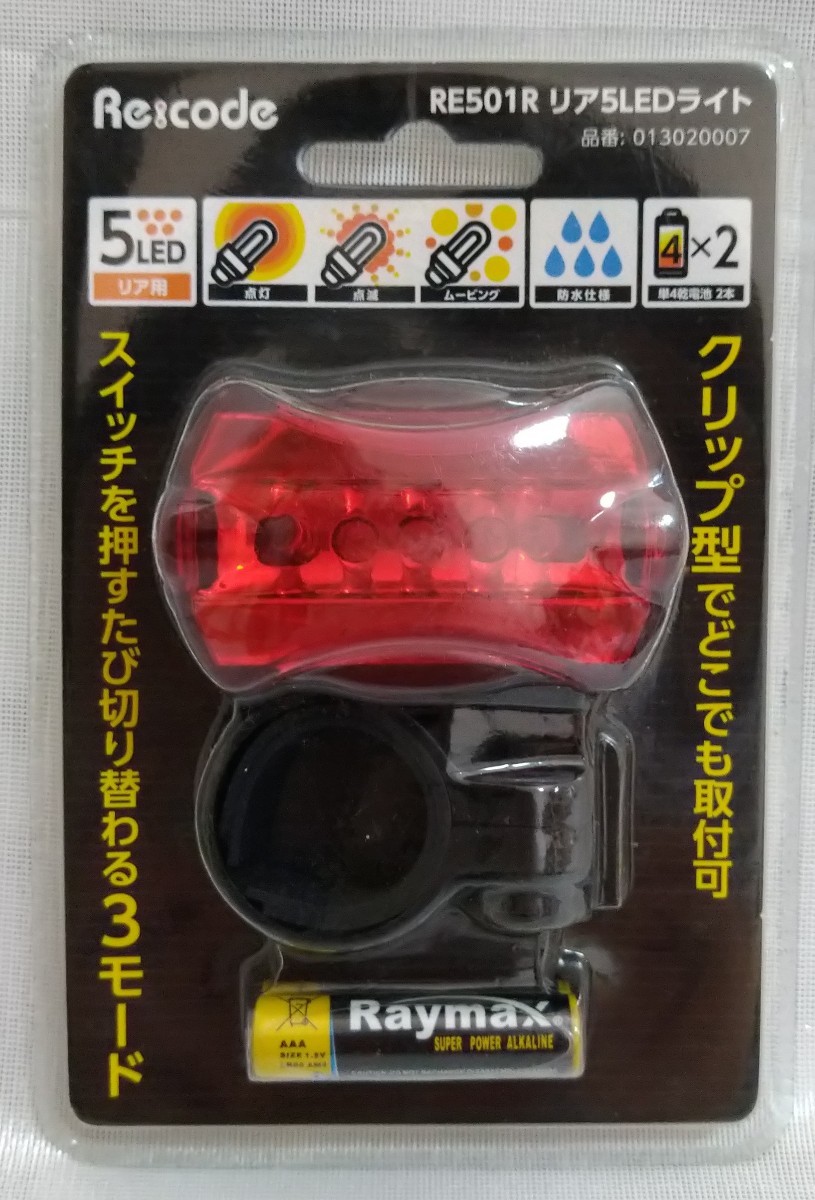 Re:code
RE501R リア5LEDライト
品番: 013020007
5LED
リア用
点灯
点滅
ムービング
防水仕様
4×2
単4乾電池 2本
クリップ型でどこでも取付可
スイッチを押すたび切り替わる3モード
Raymax
SUPER POWER ALKALINE
AAA
SIZE 1.5V